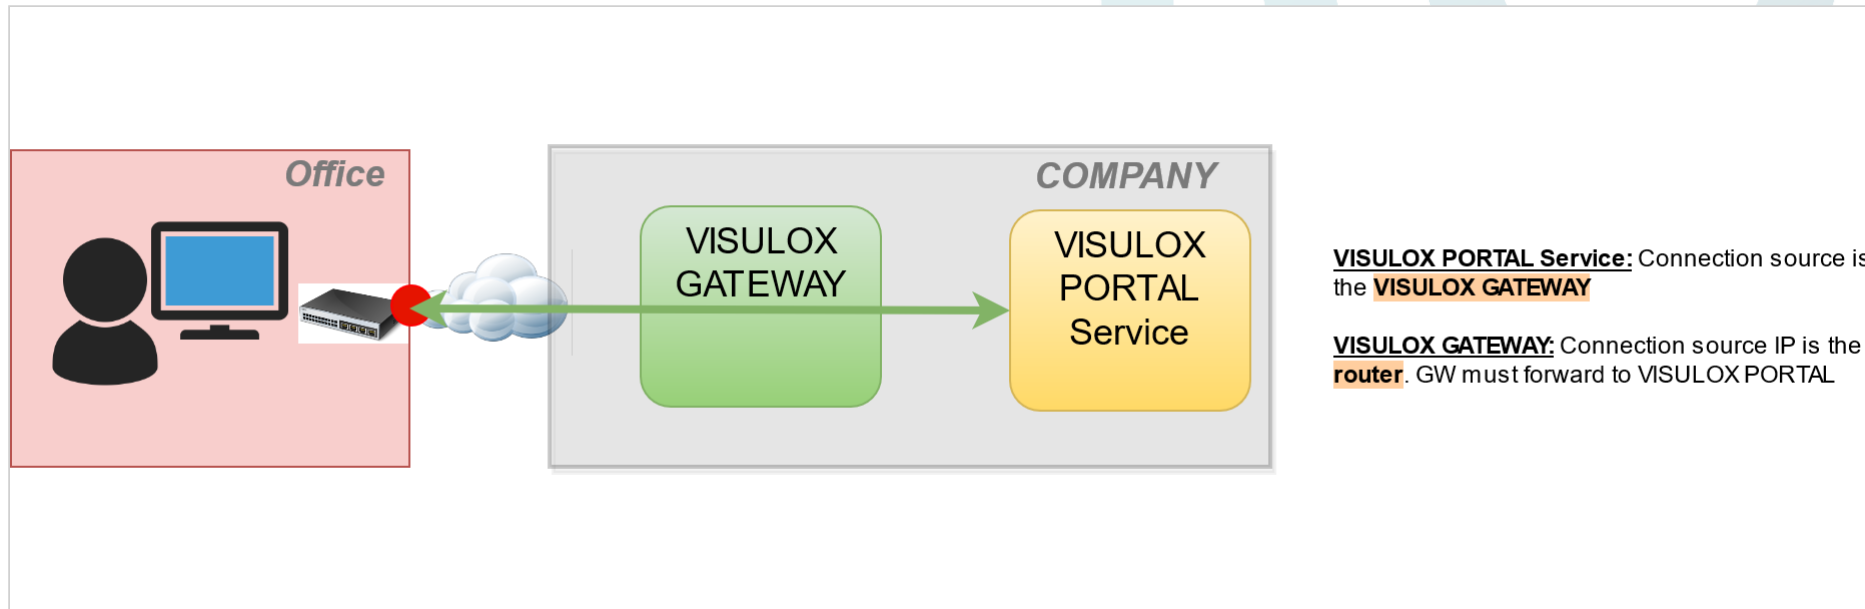 Office
COMPANY
VISULOX
GATEWAY
VISULOX
PORTAL
Service
VISULOX PORTAL Service: Connection source is
the VISULOX GATEWAY
VISULOX GATEWAY: Connection source IP is the
router. GW must forward to VISULOX PORTAL